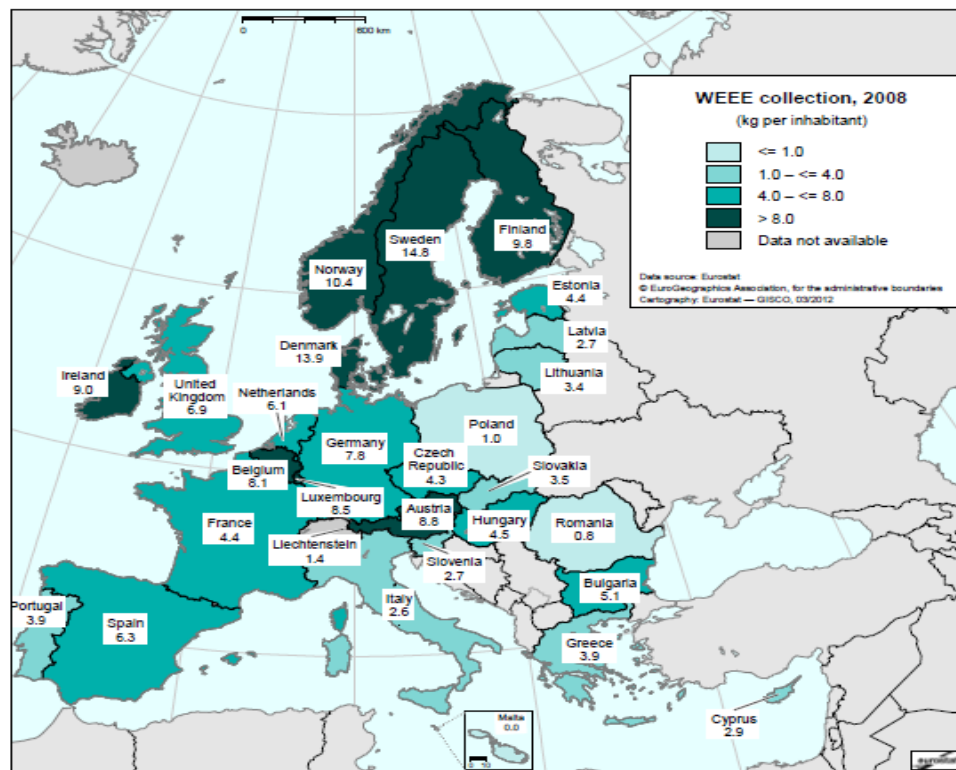 0 600 km
WEEE collection, 2008
(kg per inhabitant)
<= 1.0
1.0 – <= 4.0
4.0 – <= 8.0
> 8.0
Data not available
Data source: Eurostat
© EuroGeographics Association, for the administrative boundaries
Cartography: Eurostat — GISCO, 03/2012
Finland
9.8
Sweden
14.8
Norway
10.4
Estonia
4.4
Latvia
2.7
Denmark
13.9
Lithuania
3.4
Ireland
9.0
United
Kingdom
6.9
Netherlands
6.1
Poland
1.0
Germany
7.8
Czech
Republic
4.3
Slovakia
3.5
Belgium
8.1
Luxembourg
8.5
Austria
8.8
Hungary
4.5
Romania
0.8
France
4.4
Liechtenstein
1.4
Slovenia
2.7
Bulgaria
5.1
Italy
2.6
Portugal
3.9
Spain
6.3
Greece
3.9
Cyprus
2.9
Malta
0.0
0 10
eurostat